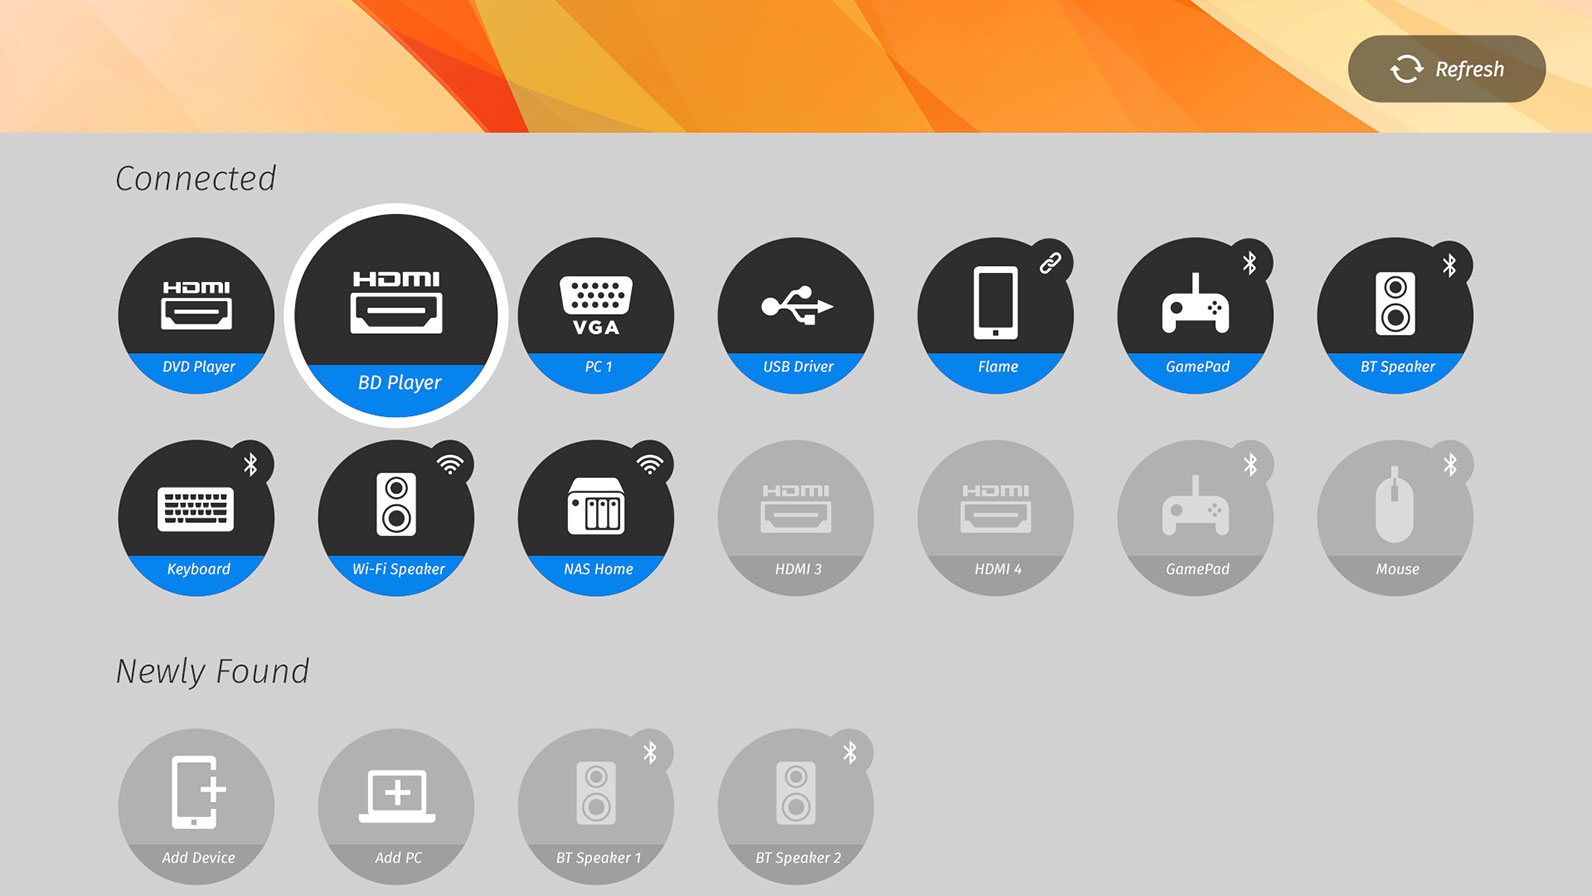 Refresh
Connected
HDMI
DVD Player
HDMI
BD Player
VGA
PC 1
USB Driver
Flame
GamePad
BT Speaker
Keyboard
Wi-Fi Speaker
NAS Home
HDMI
HDMI 3
HDMI
HDMI 4
GamePad
Mouse
Newly Found
Add Device
Add PC
BT Speaker 1
BT Speaker 2